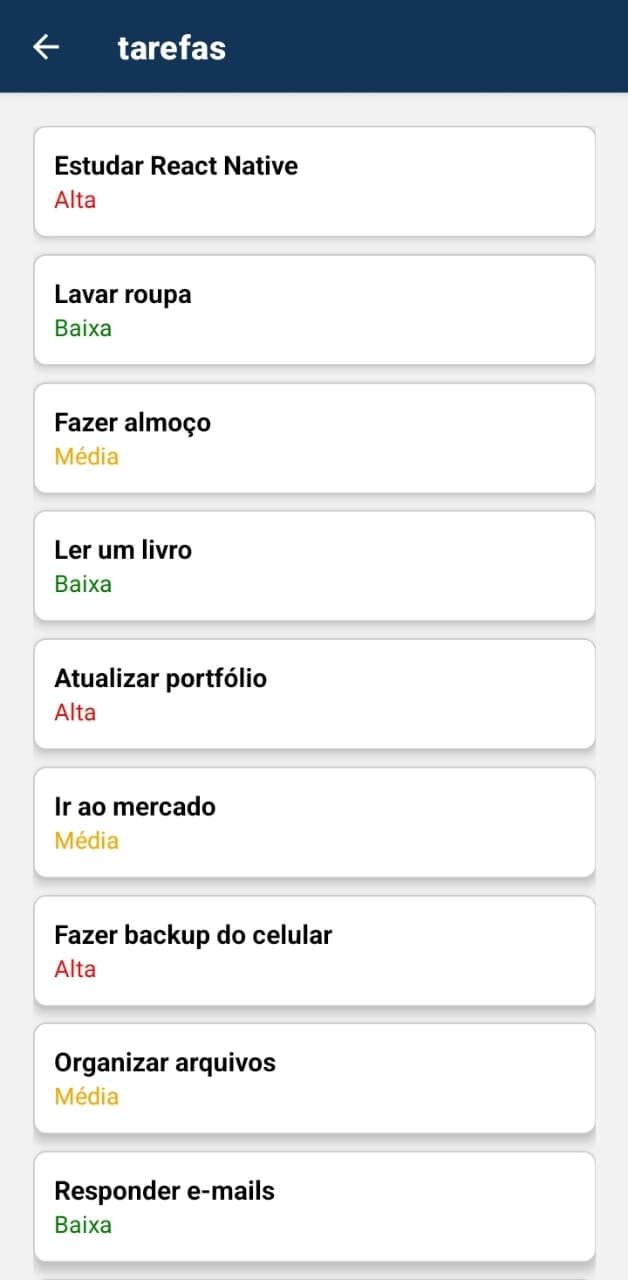 tarefas
Estudar React Native
Alta
Lavar roupa
Baixa
Fazer almoço
Média
Ler um livro
Baixa
Atualizar portfólio
Alta
Ir ao mercado
Média
Fazer backup do celular
Alta
Organizar arquivos
Média
Responder e-mails
Baixa